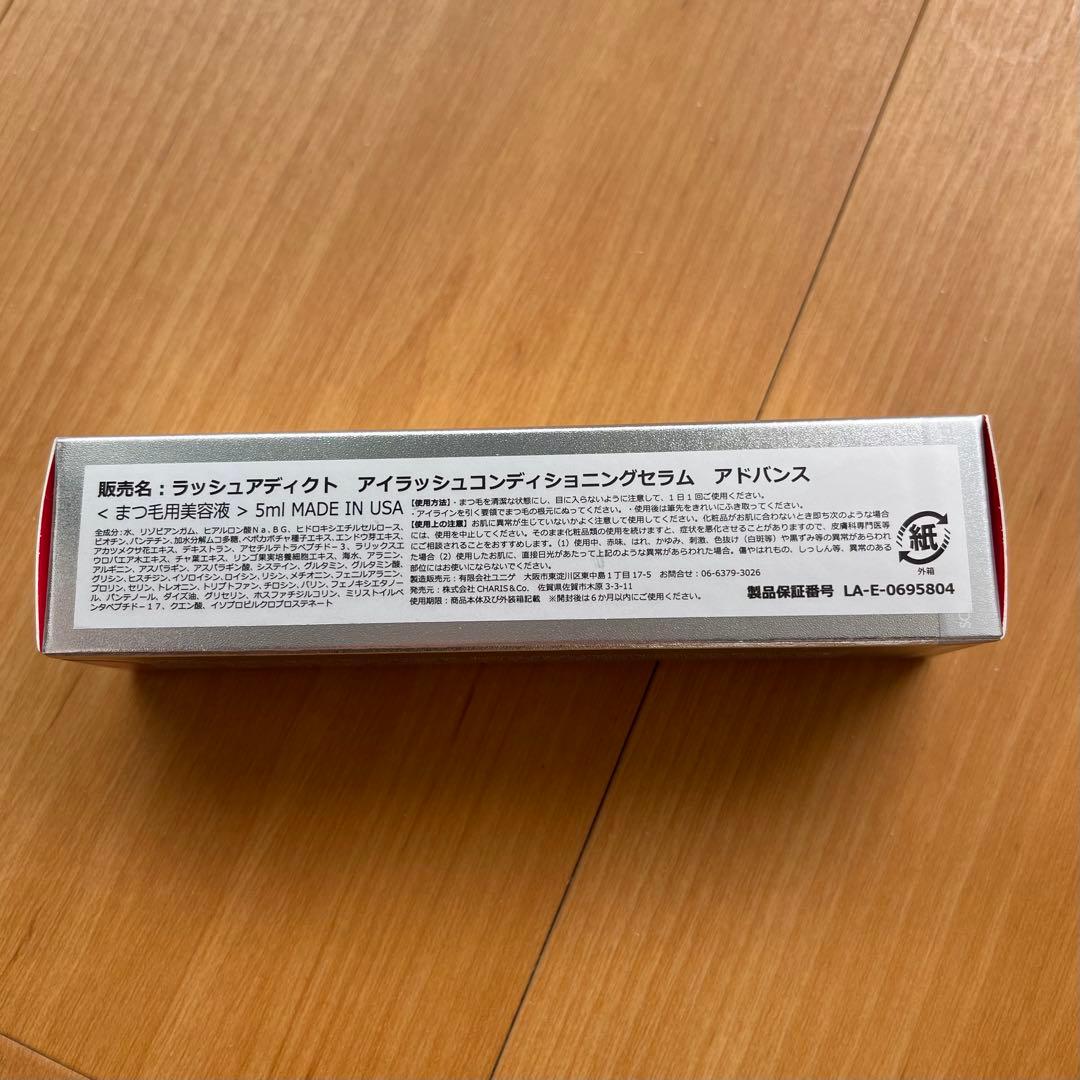 販売名：ラッシュアディクト　アイラッシュコンディショニングセラム　アドバンス
< まつ毛用美容液 > 5ml MADE IN USA
全成分：水、リゾビアンガム、ヒアルロン酸Ｎａ、ＢＧ、ヒドロキシエチルセルロース、
ビオチン、パンテチン、加水分解ムコ多糖、ペポカボチャ種子エキス、エンドウ芽エキス、
アカツメクサ花エキス、デキストラン、アセチルテトラペプチド－３、ラリックスエ
ウロパエア木エキス、チャ葉エキス、リンゴ果実培養細胞エキス、海水、アラニン、
アルギニン、アスパラギン、アスパラギン酸、システイン、グルタミン、グルタミン酸、
グリシン、ヒスチジン、イソロイシン、ロイシン、リシン、メチオニン、フェニルアラニン、
プロリン、セリン、トレオニン、トリプトファン、チロシン、バリン、フェノキシエタノー
ル、パンテノール、ダイズ油、グリセリン、ホスファチジルコリン、ミリストイルペ
ンタペプチド－１７、クエン酸、イソプロピルクロプロステネート
【使用方法】・まつ毛を清潔な状態にし、目に入らないように注意して、１日１回ご使用ください。
・アイラインを引く要領でまつ毛の根元にぬってください。・使用後は筆先をきれいにふき取ってください。
【使用上の注意】お肌に異常が生じていないかよく注意して使用してください。化粧品がお肌に合わないとき即ち次のような場合
には、使用を中止してください。そのまま化粧品類の使用を続けますと、症状を悪化させることがありますので、皮膚科専門医等
にご相談されることをおすすめします。（1）使用中、赤味、はれ、かゆみ、刺激、色抜け（白斑等）や黒ずみ等の異常があらわれ
た場合（2）使用したお肌に、直接日光があたって上記のような異常があらわれた場合。傷やはれもの、しっしん等、異常のある
部位にはお使いにならないでください。
製造販売元：有限会社ユニゲ　大阪市東淀川区東中島１丁目17-5　お問合せ：06-6379-3026
発売元：株式会社 CHARIS＆Co.　佐賀県佐賀市木原 3-3-11
使用期限：商品本体及び外装箱記載　※開封後は６か月以内にご使用ください。
紙
外箱
製品保証番号　LA-E-0695804